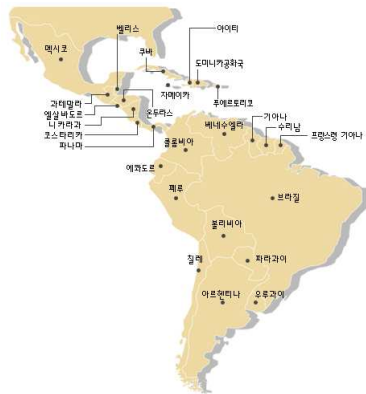 벨리스
아이티
쿠바
멕시코
도미니카공화국
자메이카
푸에르토리코
과테말라
엘살바도르
온두라스
니카라과
코스타리카
파나마
베네수엘라
기아나
수리남
프랑스령 기아나
콜롬비아
에콰도르
페루
브라질
볼리비아
칠레
파라과이
아르헨티나
우루과이